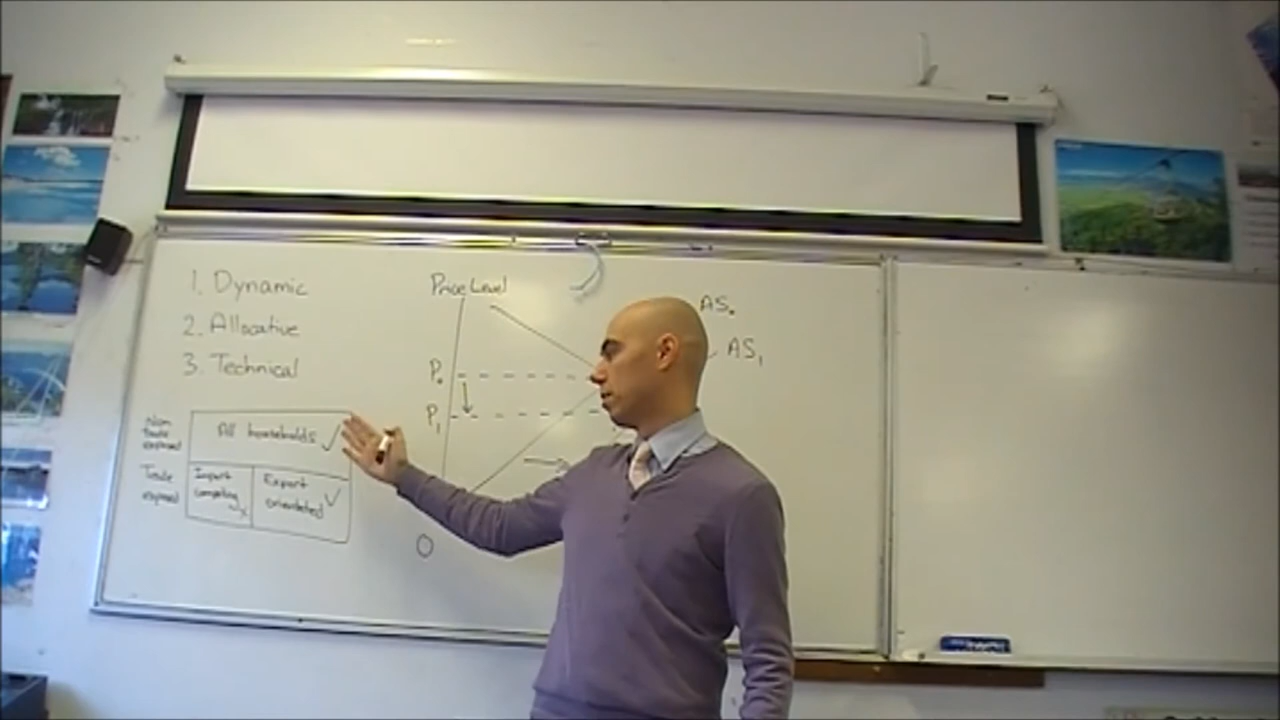 1. Dynamic
2. Allocative
3. Technical
Non
trade
exposed
All households ✓
Trade
exposed
Import
competing x
Export
orientated ✓
Price Level
P₀
P₁
O
AS₀
AS₁